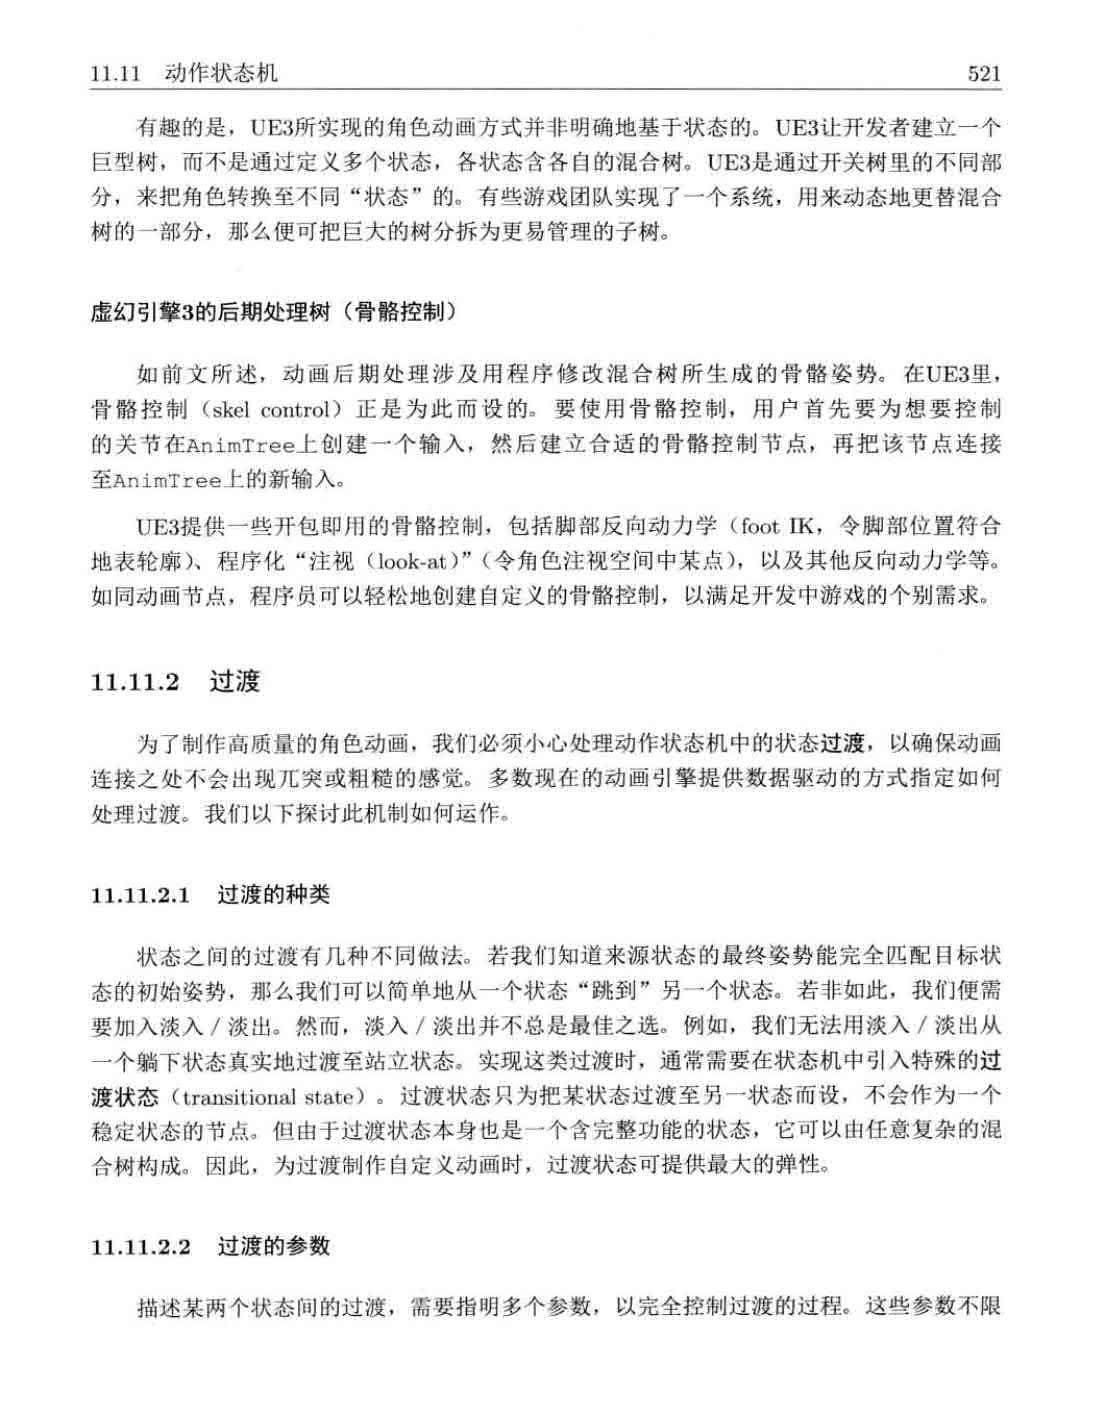 11.11 动作状态机 521
有趣的是，UE3所实现的角色动画方式并非明确地基于状态的。UE3让开发者建立一个
巨型树，而不是通过定义多个状态，各状态含各自的混合树。UE3是通过开关树里的不同部
分，来把角色转换至不同“状态”的。有些游戏团队实现了一个系统，用来动态地更替混合
树的一部分，那么便可把巨大的树分拆为更易管理的子树。
虚幻引擎3的后期处理树（骨骼控制）
如前文所述，动画后期处理涉及用程序修改混合树所生成的骨骼姿势。在UE3里，
骨骼控制（skel control）正是为此而设的。要使用骨骼控制，用户首先要为想要控制
的关节在AnimTree上创建一个输入，然后建立合适的骨骼控制节点，再把该节点连接
至AnimTree上的新输入。
UE3提供一些开包即用的骨骼控制，包括脚部反向动力学（foot IK，令脚部位置符合
地表轮廓）、程序化“注视（look-at）”（令角色注视空间中某点），以及其他反向动力学等。
如同动画节点，程序员可以轻松地创建自定义的骨骼控制，以满足开发中游戏的个别需求。
11.11.2 过渡
为了制作高质量的角色动画，我们必须小心处理动作状态机中的状态过渡，以确保动画
连接之处不会出现兀突或粗糙的感觉。多数现在的动画引擎提供数据驱动的方式指定如何
处理过渡。我们以下探讨此机制如何运作。
11.11.2.1 过渡的种类
状态之间的过渡有几种不同做法。若我们知道来源状态的最终姿势能完全匹配目标状
态的初始姿势，那么我们可以简单地从一个状态“跳到”另一个状态。若非如此，我们便需
要加入淡入／淡出。然而，淡入／淡出并不总是最佳之选。例如，我们无法用淡入／淡出从
一个躺下状态真实地过渡至站立状态。实现这类过渡时，通常需要在状态机中引入特殊的过
渡状态（transitional state）。过渡状态只为把某状态过渡至另一状态而设，不会作为一个
稳定状态的节点。但由于过渡状态本身也是一个含完整功能的状态，它可以由任意复杂的混
合树构成。因此，为过渡制作自定义动画时，过渡状态可提供最大的弹性。
11.11.2.2 过渡的参数
描述某两个状态间的过渡，需要指明多个参数，以完全控制过渡的过程。这些参数不限